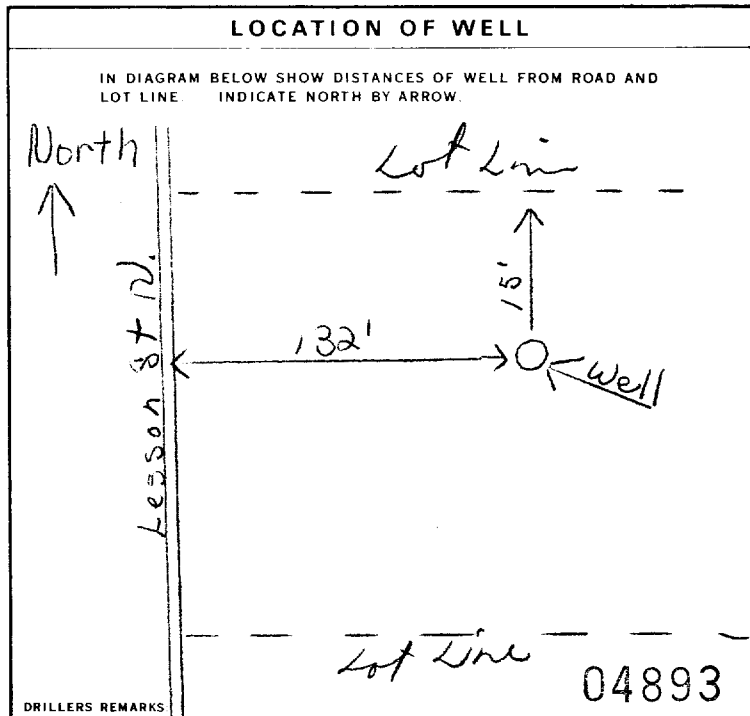 LOCATION OF WELL
IN DIAGRAM BELOW SHOW DISTANCES OF WELL FROM ROAD AND
LOT LINE. INDICATE NORTH BY ARROW.
North
Lot Line
Lesson St N.
15'
132'
Well
Lot Line
04893
DRILLERS REMARKS